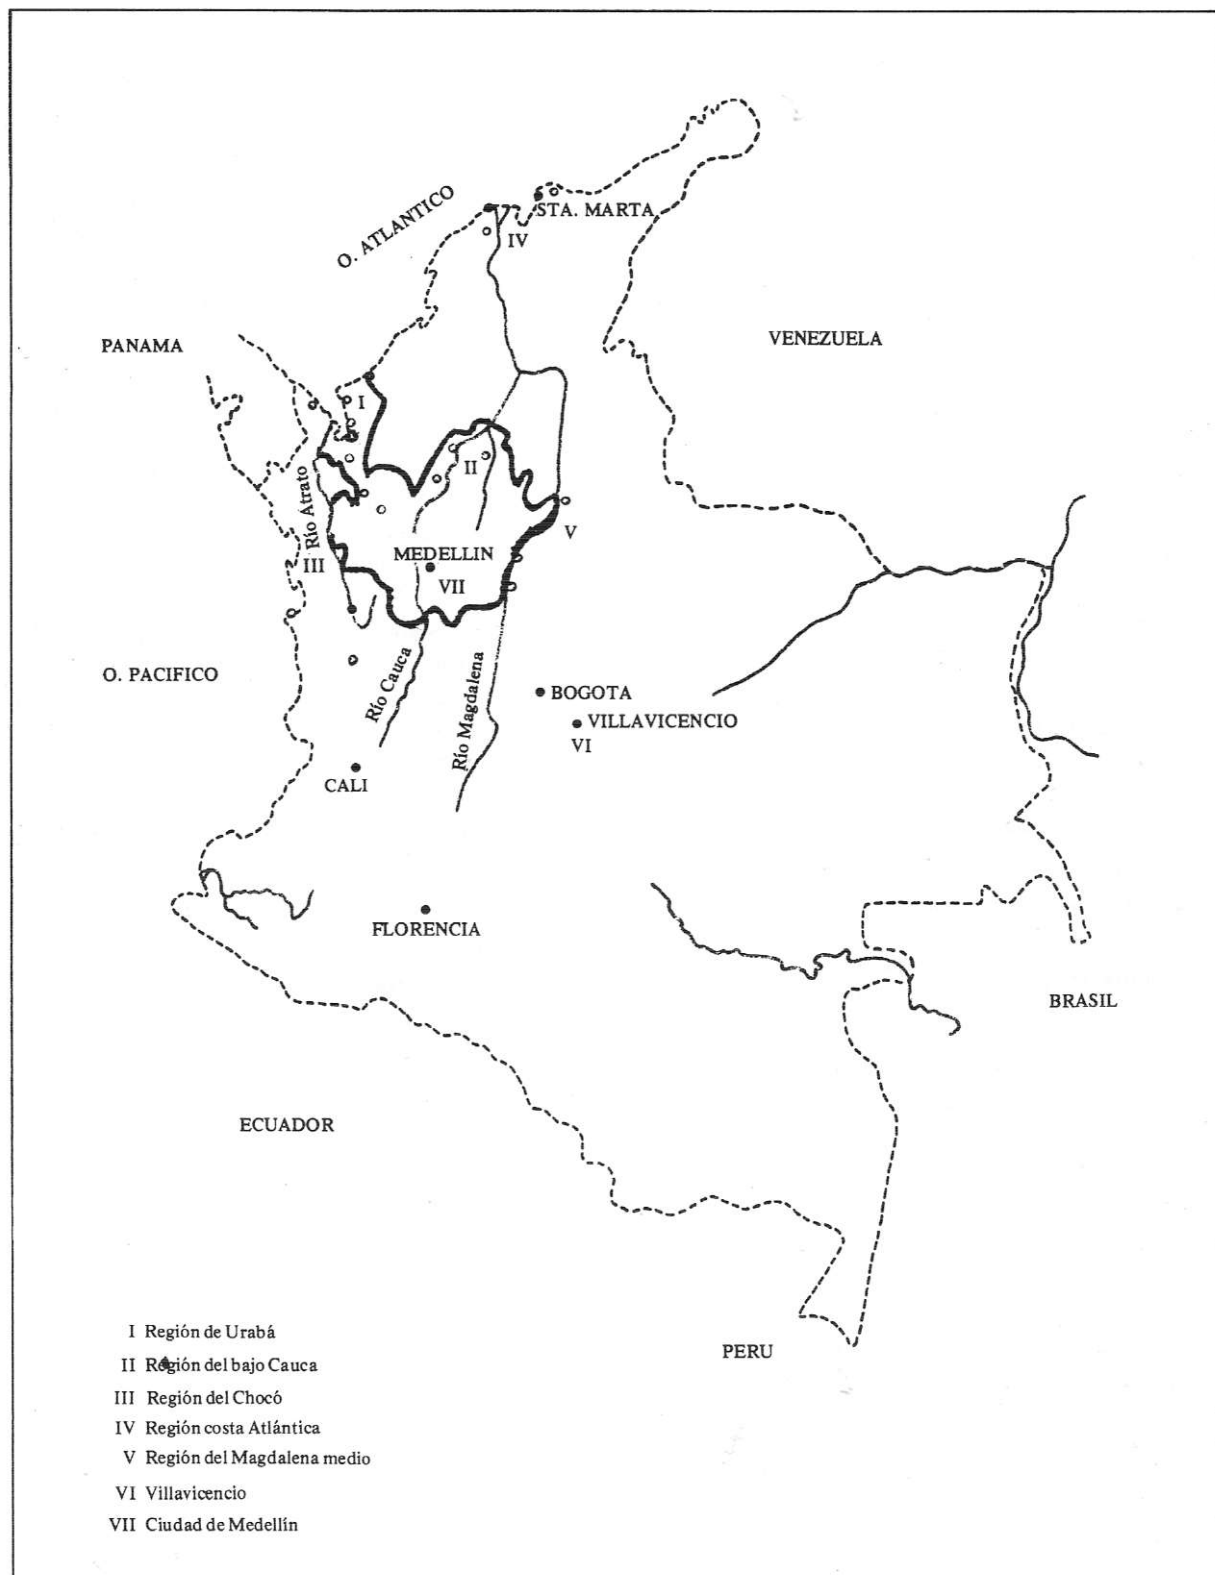 O. ATLANTICO
STA. MARTA
IV
PANAMA
VENEZUELA
I
II
Río Atrato
V
III
MEDELLIN
VII
O. PACIFICO
Río Cauca
Río Magdalena
BOGOTA
VILLAVICENCIO
VI
CALI
FLORENCIA
BRASIL
ECUADOR
PERU
I Región de Urabá
II Región del bajo Cauca
III Región del Chocó
IV Región costa Atlántica
V Región del Magdalena medio
VI Villavicencio
VII Ciudad de Medellín